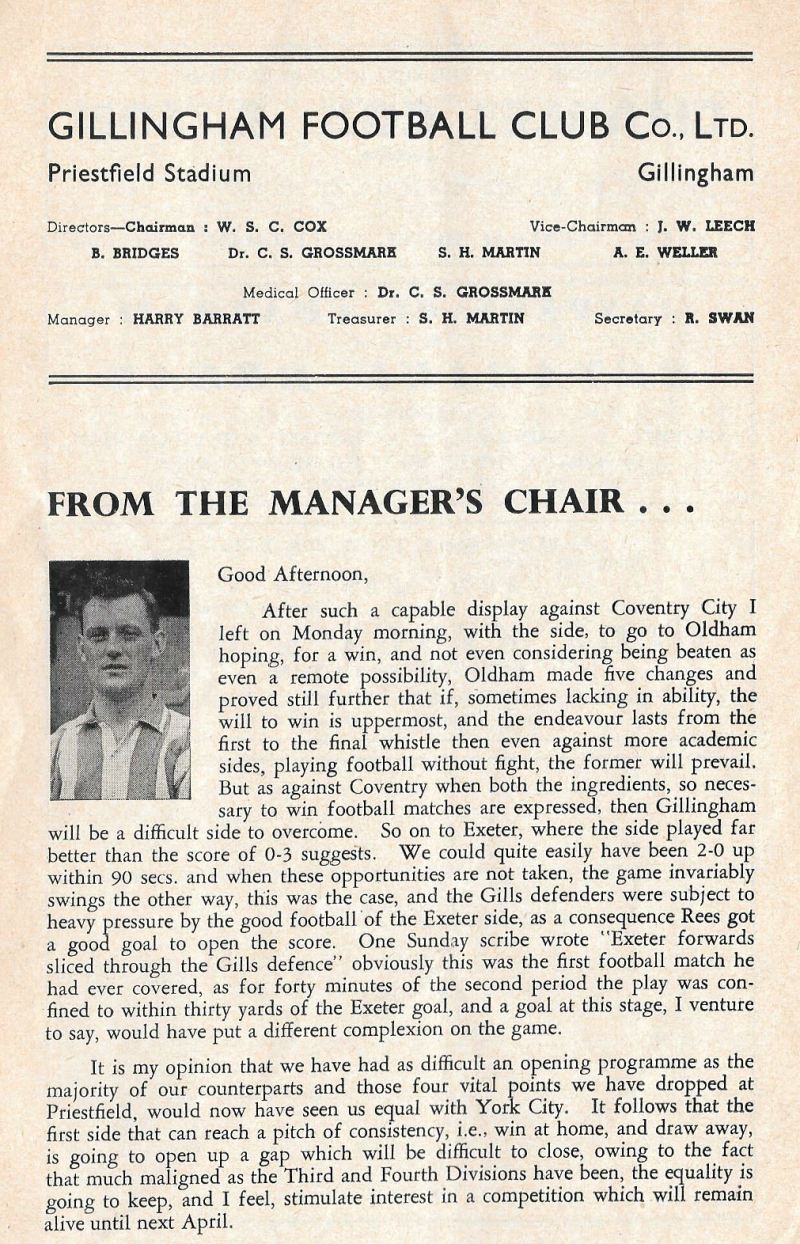 GILLINGHAM FOOTBALL CLUB Co., LTD.
Priestfield Stadium Gillingham
Directors—Chairman : W. S. C. COX Vice-Chairman : J. W. LEECH
B. BRIDGES Dr. C. S. GROSSMARK S. H. MARTIN A. E. WELLER
Medical Officer : Dr. C. S. GROSSMARK
Manager : HARRY BARRATT Treasurer : S. H. MARTIN Secretary : R. SWAN
FROM THE MANAGER'S CHAIR . . .
Good Afternoon,
After such a capable display against Coventry City I
left on Monday morning, with the side, to go to Oldham
hoping, for a win, and not even considering being beaten as
even a remote possibility, Oldham made five changes and
proved still further that if, sometimes lacking in ability, the
will to win is uppermost, and the endeavour lasts from the
first to the final whistle then even against more academic
sides, playing football without fight, the former will prevail.
But as against Coventry when both the ingredients, so neces-
sary to win football matches are expressed, then Gillingham
will be a difficult side to overcome. So on to Exeter, where the side played far
better than the score of 0-3 suggests. We could quite easily have been 2-0 up
within 90 secs. and when these opportunities are not taken, the game invariably
swings the other way, this was the case, and the Gills defenders were subject to
heavy pressure by the good football of the Exeter side, as a consequence Rees got
a good goal to open the score. One Sunday scribe wrote "Exeter forwards
sliced through the Gills defence" obviously this was the first football match he
had ever covered, as for forty minutes of the second period the play was con-
fined to within thirty yards of the Exeter goal, and a goal at this stage, I venture
to say, would have put a different complexion on the game.
It is my opinion that we have had as difficult an opening programme as the
majority of our counterparts and those four vital points we have dropped at
Priestfield, would now have seen us equal with York City. It follows that the
first side that can reach a pitch of consistency, i.e., win at home, and draw away,
is going to open up a gap which will be difficult to close, owing to the fact
that much maligned as the Third and Fourth Divisions have been, the equality is
going to keep, and I feel, stimulate interest in a competition which will remain
alive until next April.